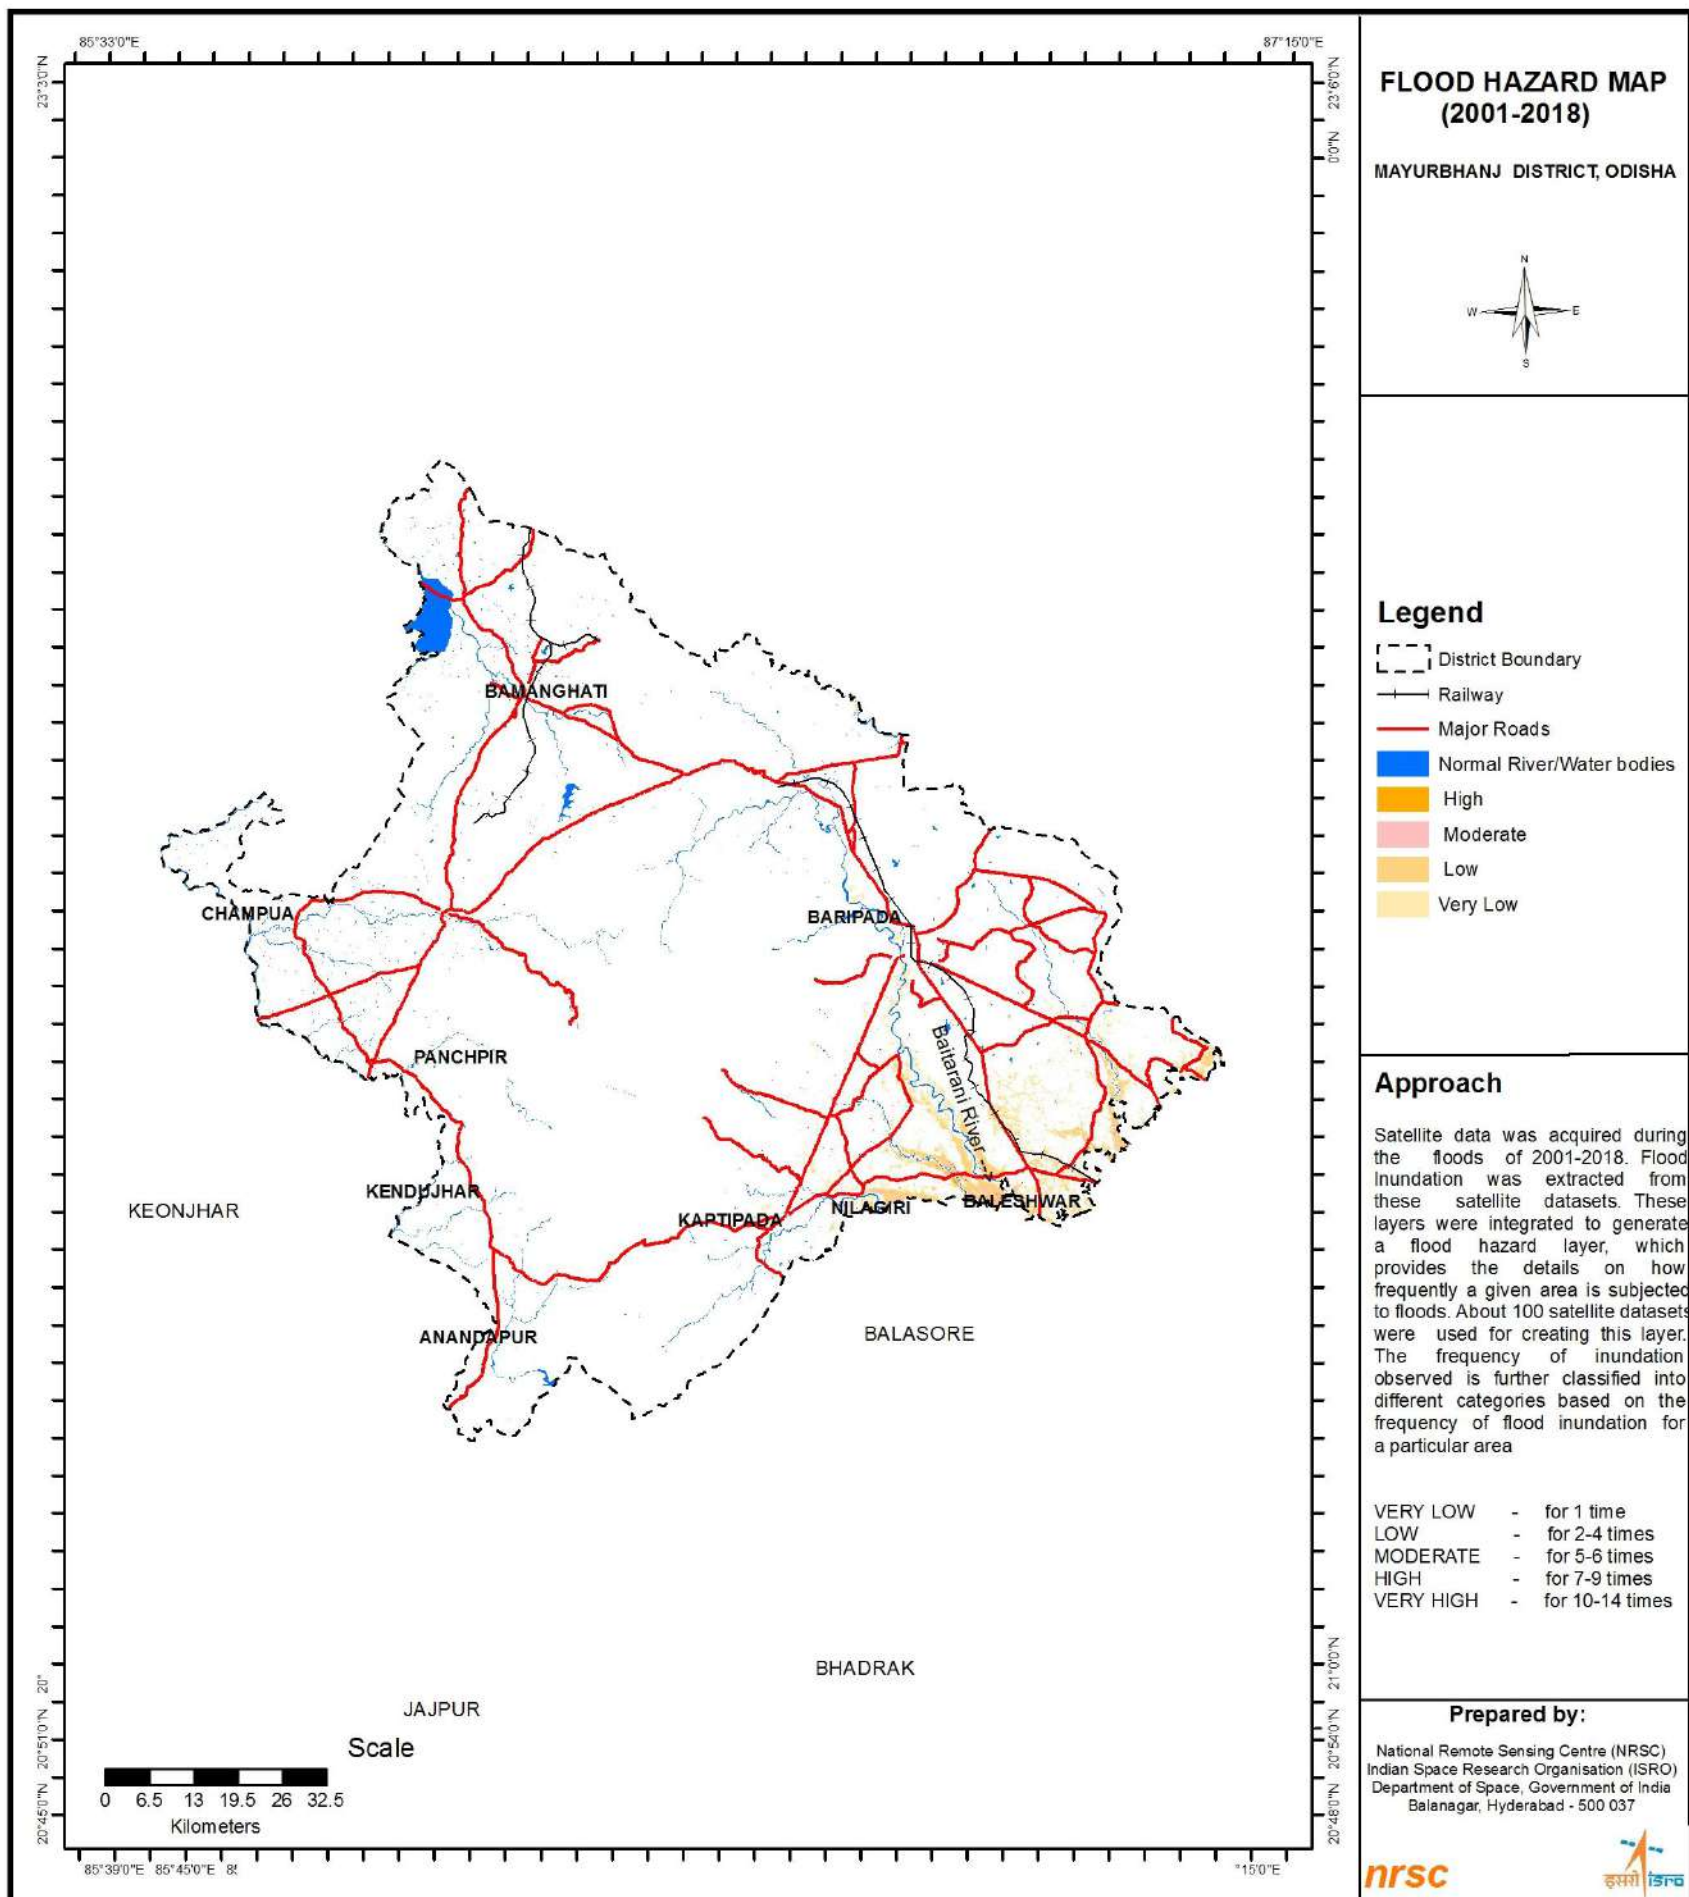 85°33'0"E
87°15'0"E
23°3'0"N
23°6'0"N
0'0"N
FLOOD HAZARD MAP
(2001-2018)
MAYURBHANJ DISTRICT, ODISHA
N
W
E
S
BAMANGHATI
CHAMPUA
BARIPADA
PANCHPIR
Baitarani River
KENDUJHAR
KEONJHAR
KAPTIPADA
NILAGIRI
BALESHWAR
ANANDAPUR
BALASORE
BHADRAK
JAJPUR
Legend
District Boundary
Railway
Major Roads
Normal River/Water bodies
High
Moderate
Low
Very Low
Approach
Satellite data was acquired during
the floods of 2001-2018. Flood
Inundation was extracted from
these satellite datasets. These
layers were integrated to generate
a flood hazard layer, which
provides the details on how
frequently a given area is subjected
to floods. About 100 satellite datasets
were used for creating this layer.
The frequency of inundation
observed is further classified into
different categories based on the
frequency of flood inundation for
a particular area
VERY LOW - for 1 time
LOW - for 2-4 times
MODERATE - for 5-6 times
HIGH - for 7-9 times
VERY HIGH - for 10-14 times
Scale
0 6.5 13 19.5 26 32.5
Kilometers
20°
20°51'0"N
20°45'0"N
21°0'0"N
20°54'0"N
20°48'0"N
85°39'0"E 85°45'0"E
°15'0"E
Prepared by:
National Remote Sensing Centre (NRSC)
Indian Space Research Organisation (ISRO)
Department of Space, Government of India
Balanagar, Hyderabad - 500 037
nrsc
इसरो isro